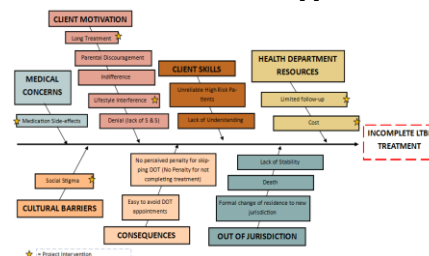 CLIENT MOTIVATION
Long Treatment
Parental Discouragement
Indifference
Lifestyle Interference
Denial (lack of S & S)
MEDICAL
CONCERNS
Medication Side-effects
CLIENT SKILLS
Unreliable High Risk Pa-
tients
Lack of Understanding
HEALTH DEPARTMENT
RESOURCES
Limited follow-up
Cost
INCOMPLETE LTBI
TREATMENT
Social Stigma
CULTURAL BARRIERS
No perceived penalty for skip-
ping DOT (No Penalty for not
completing treatment)
Easy to avoid DOT
appointments
CONSEQUENCES
Lack of Stability
Death
Formal change of residence to new
jurisdiction
OUT OF JURISDICTION
= Project Intervention